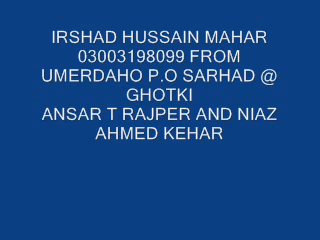 IRSHAD HUSSAIN MAHAR
03003198099 FROM
UMERDAHO P.O SARHAD @
GHOTKI
ANSAR T RAJPER AND NIAZ
AHMED KEHAR